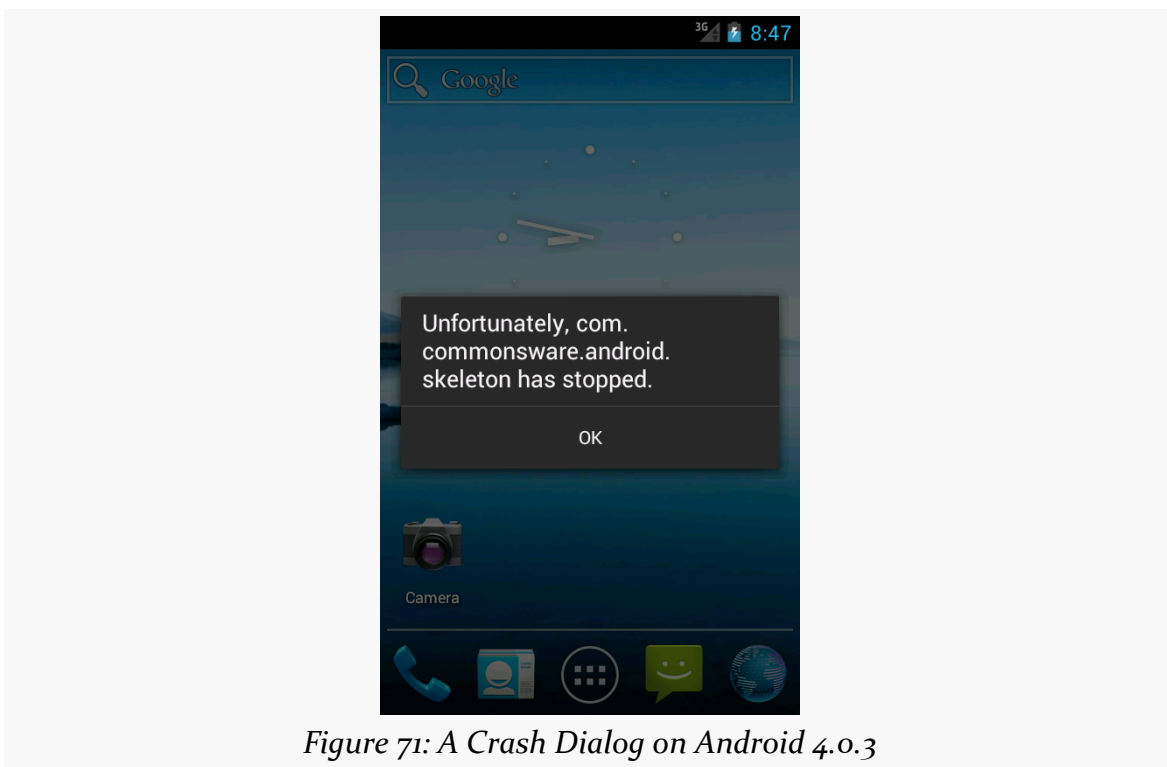 3G 8:47
Google
Unfortunately, com.
commonsware.android.
skeleton has stopped.
OK
Camera
Figure 71: A Crash Dialog on Android 4.0.3